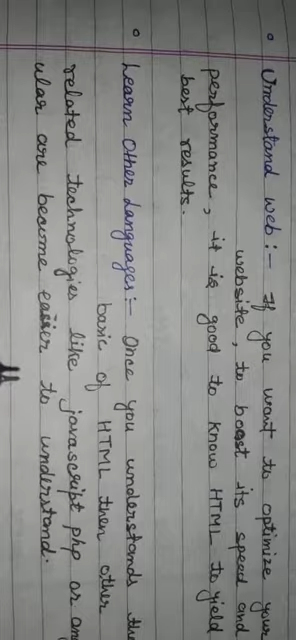 • Understand web:- If you want to optimize your
website, to boost its speed and
performance, it is good to know HTML to yield
best results.
• Learn Other Languages:- Once you understands the
basic of HTML then other
related technologies like javascript php or an
ular are become easier to understand.